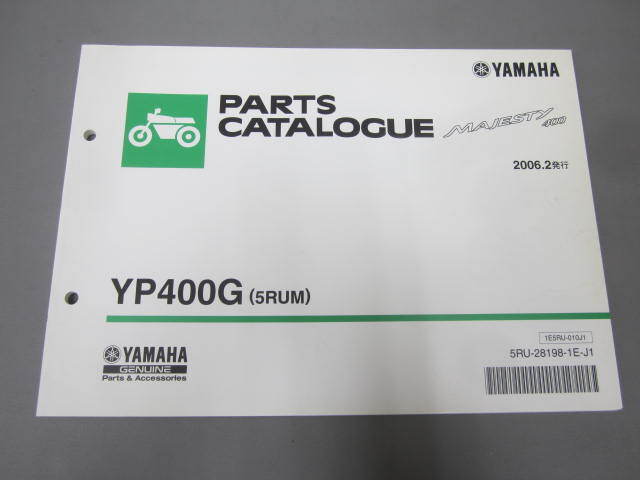 YAMAHA
PARTS
CATALOGUE
MAJESTY 400
2006.2発行
YP400G (5RUM)
1E5RU-010J1
5RU-28198-1E-J1
YAMAHA
GENUINE
Parts & Accessories